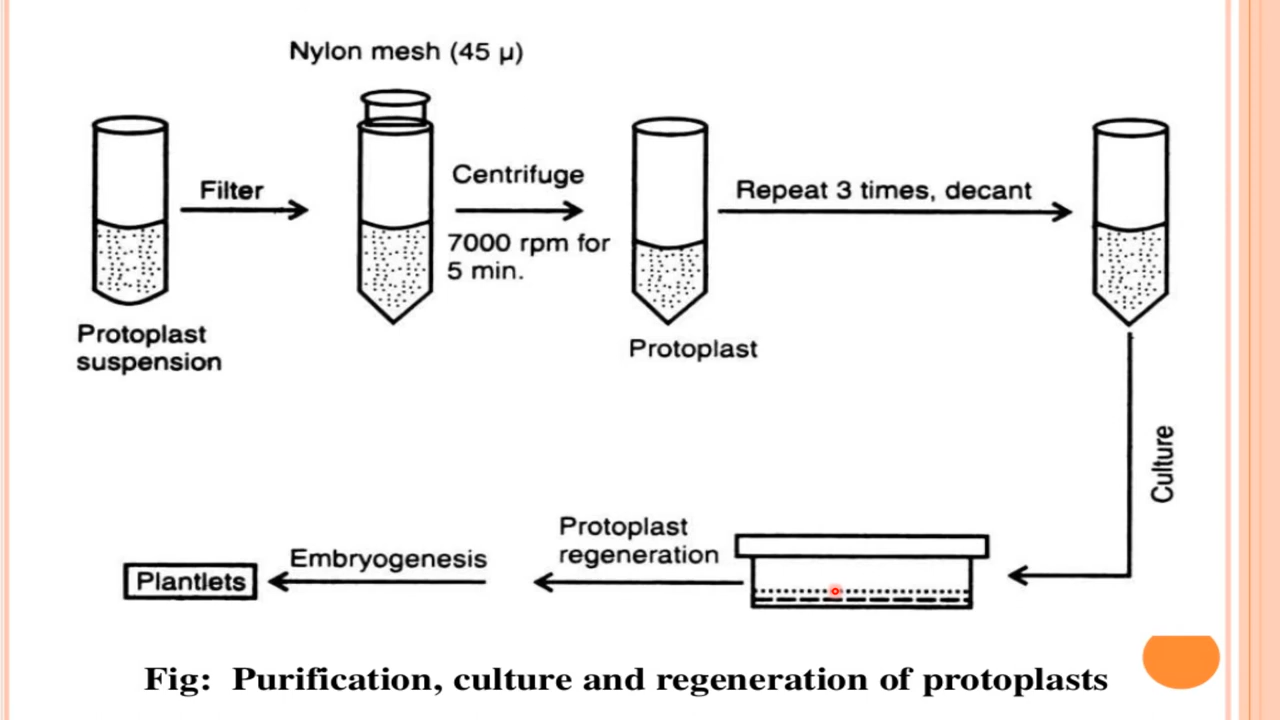 Nylon mesh (45 μ)
Filter
Centrifuge
7000 rpm for
5 min.
Repeat 3 times, decant
Protoplast
suspension
Protoplast
Culture
Protoplast
regeneration
Embryogenesis
Plantlets
Fig: Purification, culture and regeneration of protoplasts